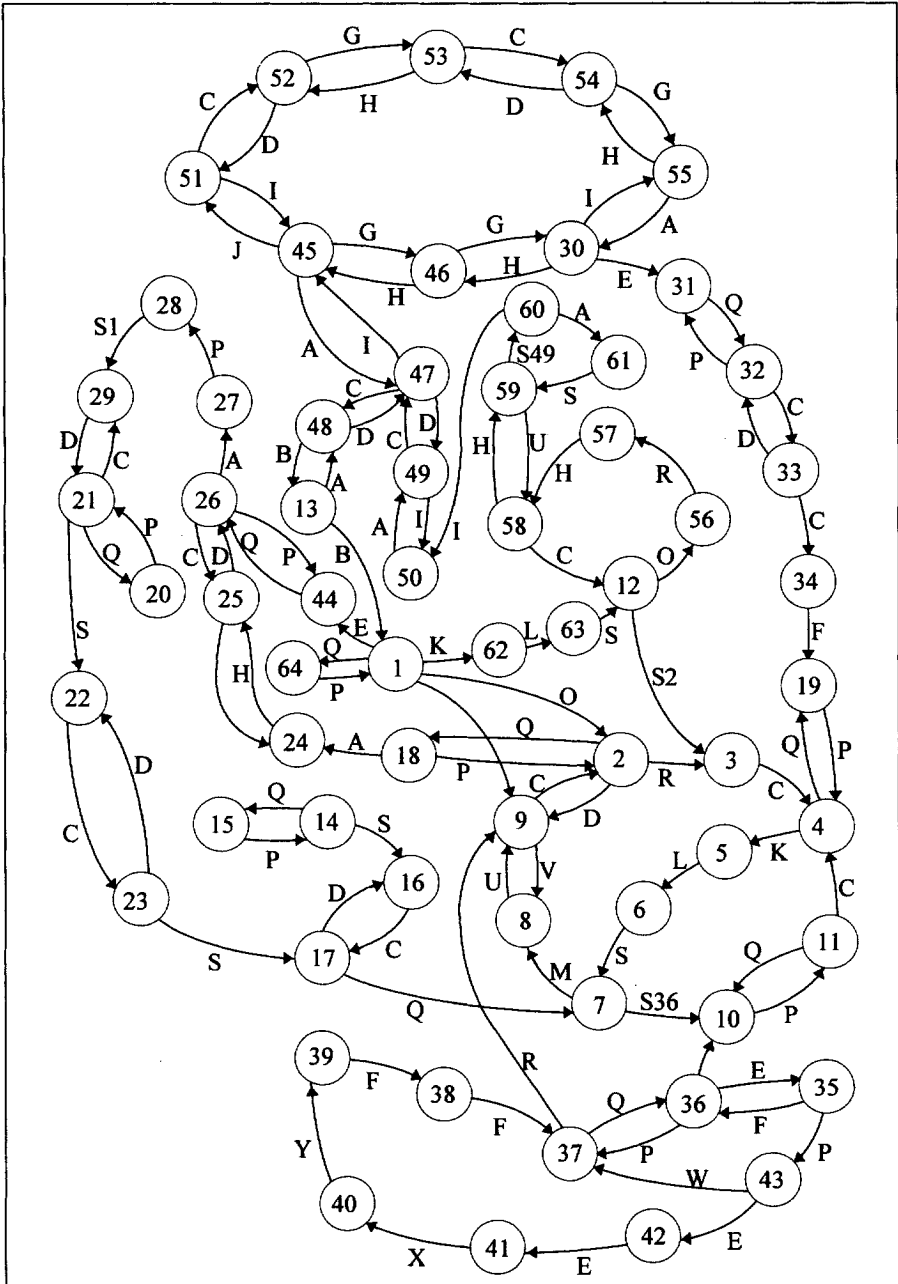 G
53
C
52
54
C
H
D
G
D
H
51
I
55
J
45
G
G
30
I
A
46
H
H
E
31
28
S1
P
A
I
60
A
Q
29
27
47
S49
61
P
32
C
48
D
59
S
D
C
B
D
C
49
H
U
57
D
C
21
26
A
13
A
I
H
R
33
P
C
Q
P
B
50
I
58
56
C
Q
20
C
D
25
44
12
O
34
S
E
C
F
64
Q
1
K
62
L
63
S
22
H
P
O
S2
19
24
A
18
Q
P
2
R
3
Q
P
D
C
15
Q
14
S
9
C
D
C
4
P
5
K
C
23
D
16
U
V
L
C
S
17
C
8
6
11
Q
M
S
Q
7
S36
10
P
39
F
R
E
35
38
Q
36
F
F
P
P
Y
37
W
43
40
42
E
X
41
E